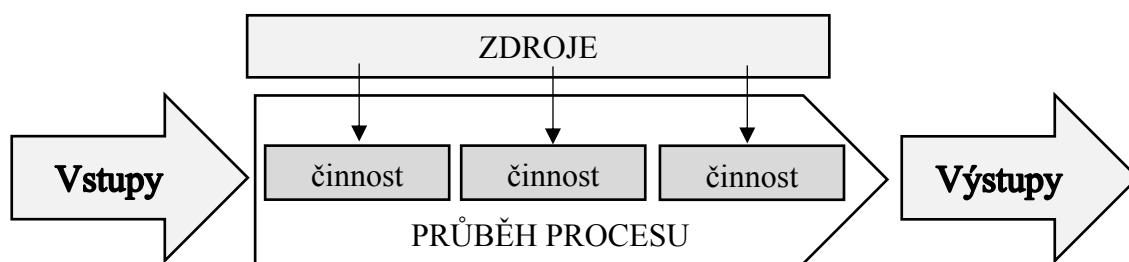 ZDROJE
Vstupy
činnost
činnost
činnost
Výstupy
PRŮBĚH PROCESU